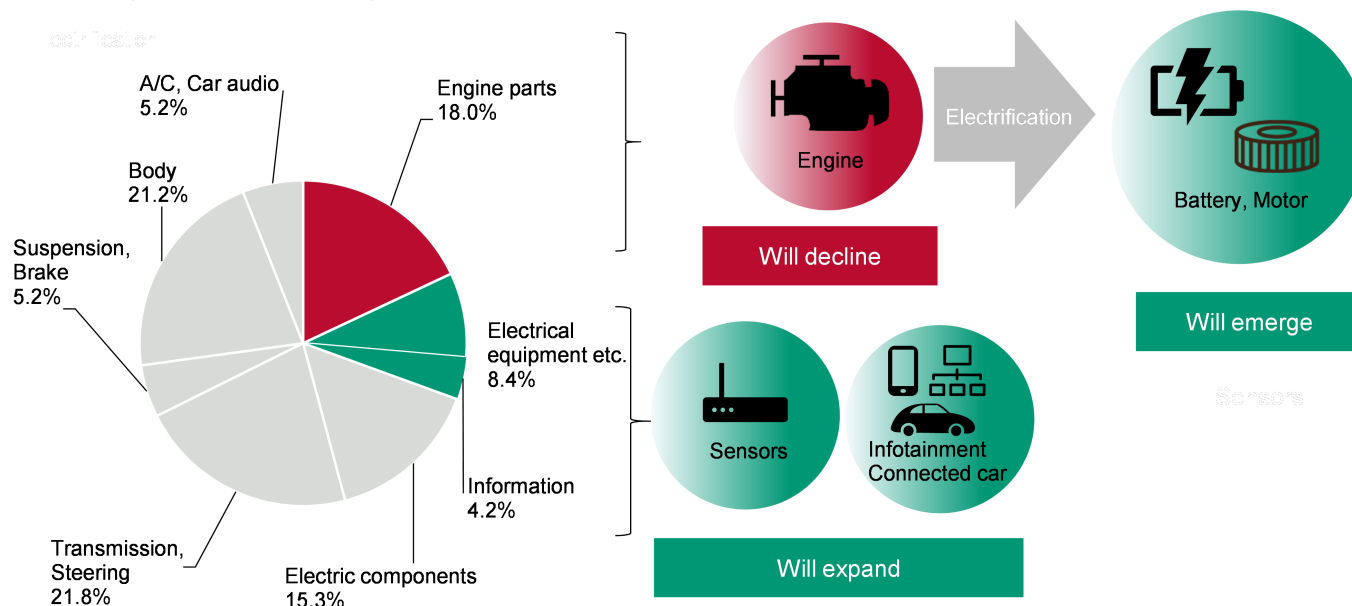 A/C, Car audio
5.2%
Engine parts
18.0%
Body
21.2%
Suspension,
Brake
5.2%
Electrical
equipment etc.
8.4%
Information
4.2%
Transmission,
Steering
21.8%
Electric components
15.3%
Engine
Electrification
Battery, Motor
Will decline
Will emerge
Sensors
Infotainment
Connected car
Will expand
Sensors